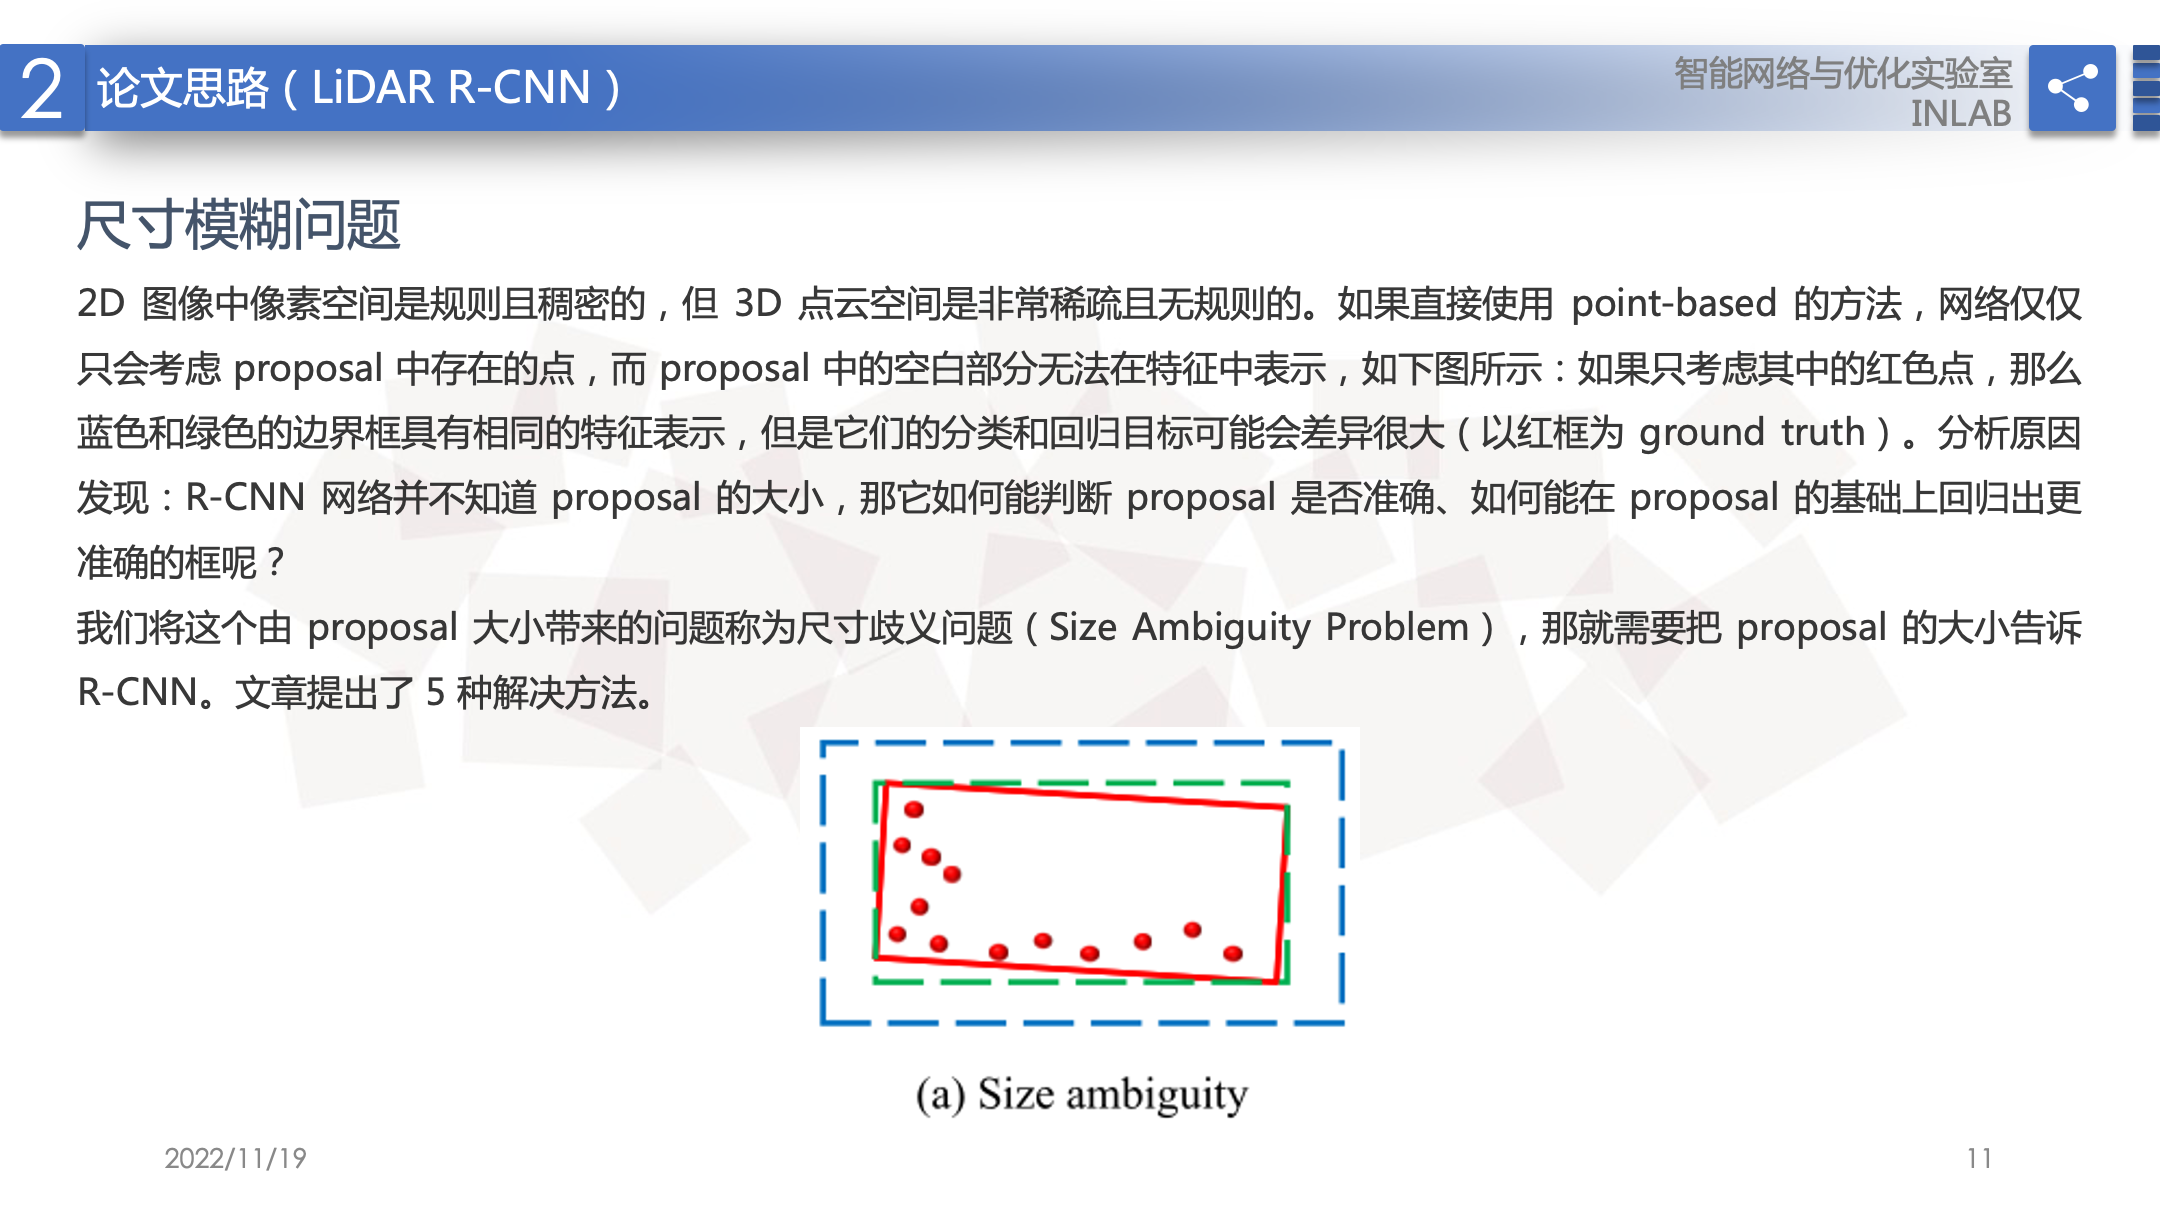 2
论文思路（LiDAR R-CNN）
智能网络与优化实验室
INLAB
尺寸模糊问题
2D 图像中像素空间是规则且稠密的，但 3D 点云空间是非常稀疏且无规则的。如果直接使用 point-based 的方法，网络仅仅
只会考虑 proposal 中存在的点，而 proposal 中的空白部分无法在特征中表示，如下图所示：如果只考虑其中的红色点，那么
蓝色和绿色的边界框具有相同的特征表示，但是它们的分类和回归目标可能会差异很大（以红框为 ground truth）。分析原因
发现：R-CNN 网络并不知道 proposal 的大小，那它如何能判断 proposal 是否准确、如何能在 proposal 的基础上回归出更
准确的框呢？
我们将这个由 proposal 大小带来的问题称为尺寸歧义问题（Size Ambiguity Problem），那就需要把 proposal 的大小告诉
R-CNN。文章提出了 5 种解决方法。
(a) Size ambiguity
2022/11/19
11